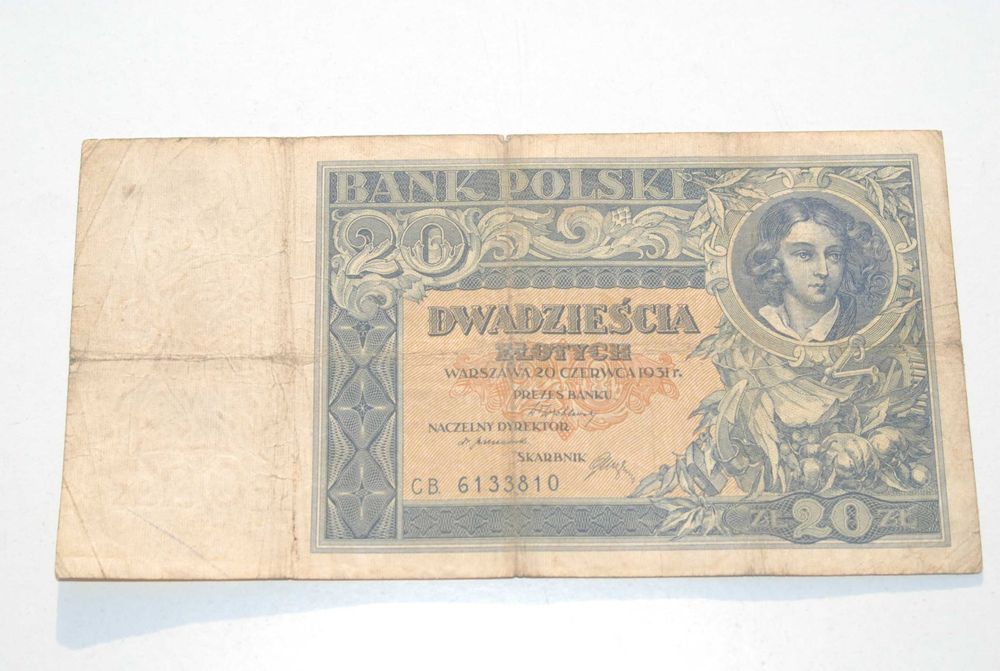 BANK POLSKI
20
DWADZIEŚCIA
ZŁOTYCH
WARSZAWA 20 CZERWCA 1931 r.
PREZES BANKU
NACZELNY DYREKTOR
SKARBNIK
CB. 6133810
ZŁ 20 ZŁ